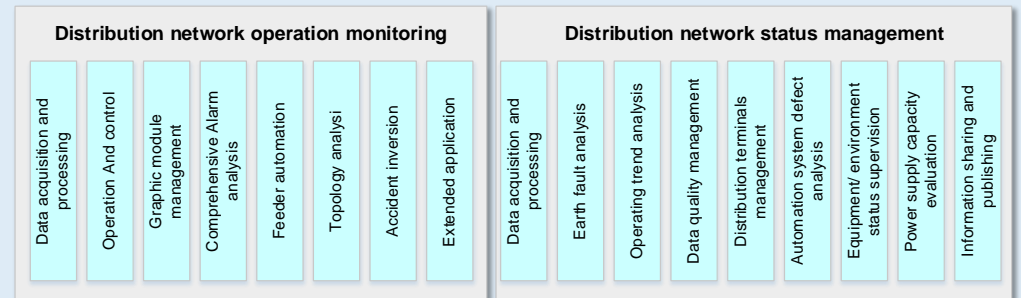 Distribution network operation monitoring
Data acquisition and
processing
Operation And control
Graphic module
management
Comprehensive Alarm
analysis
Feeder automation
Topology analysi
Accident inversion
Extended application
Distribution network status management
Data acquisition and
processing
Earth fault analysis
Operating trend analysis
Data quality management
Distribution terminals
management
Automation system defect
analysis
Equipment/ environment
status supervision
Power supply capacity
evaluation
Information sharing and
publishing